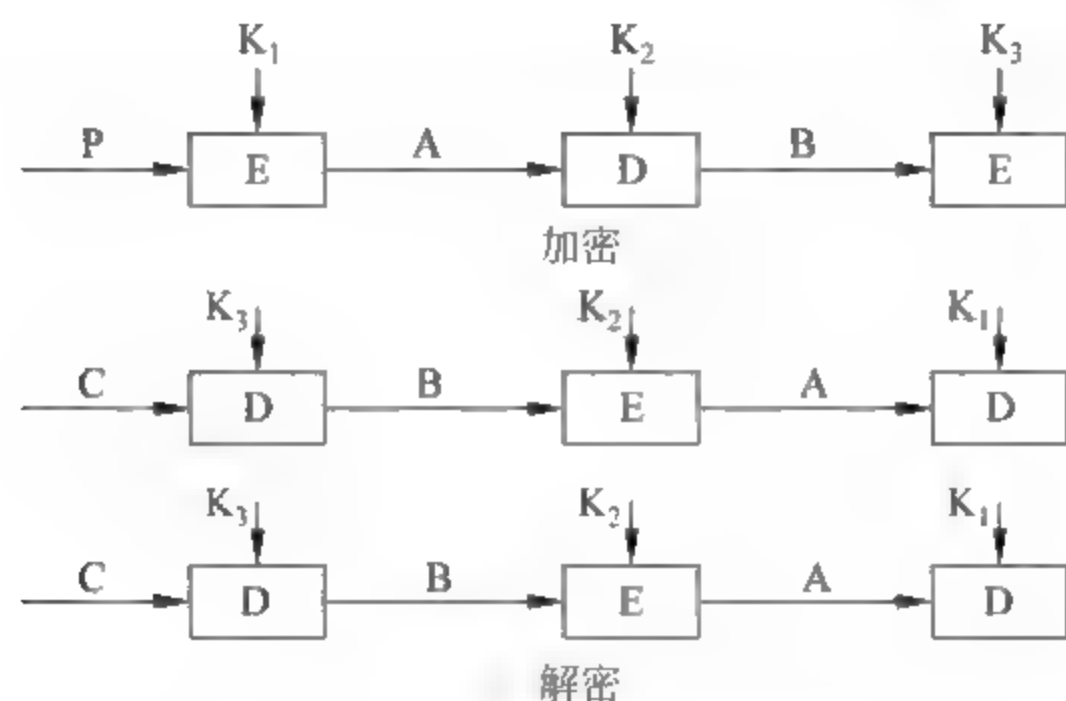 K₁ K₂ K₃
P E A D B E
加密
K₃ K₂ K₁
C D B E A D
K₃ K₂ K₁
C D B E A D
解密